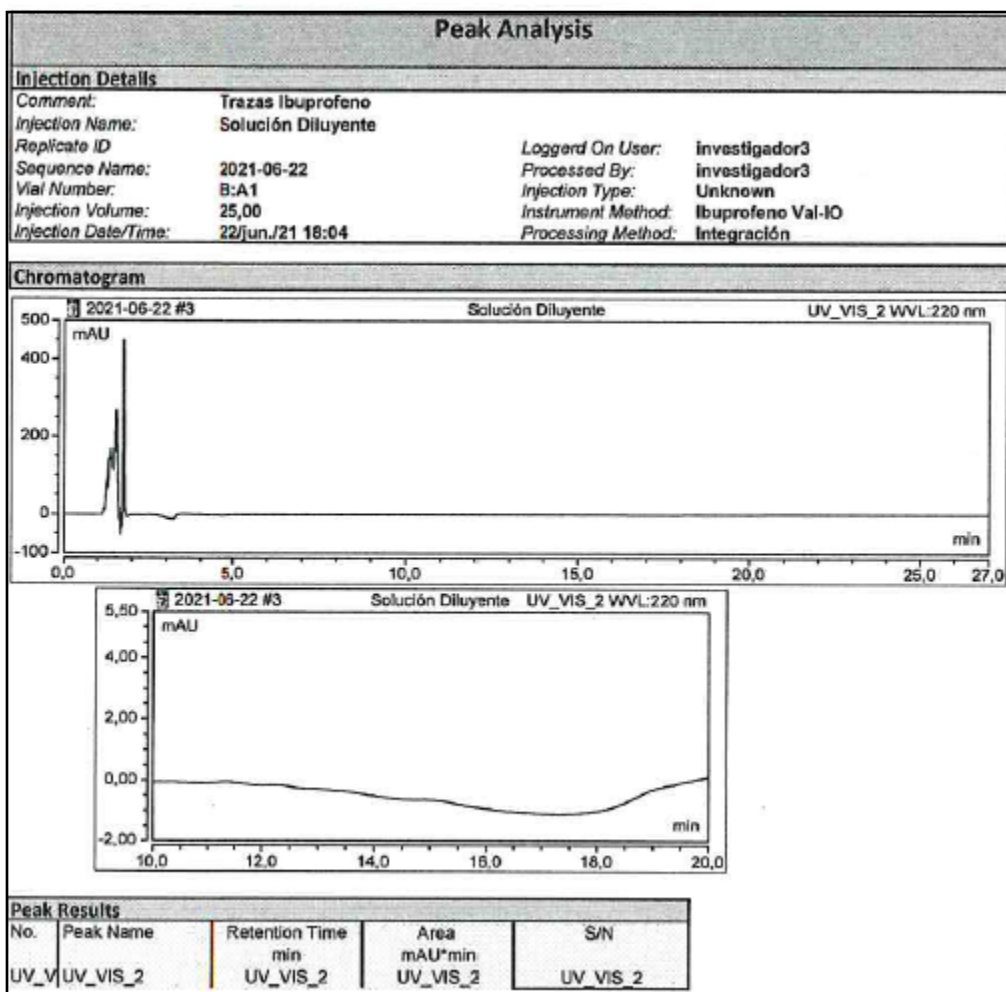 Peak Analysis
Injection Details
Comment: Trazas Ibuprofeno
Injection Name: Solución Diluyente
Replicate ID Loggerd On User: investigador3
Sequence Name: 2021-06-22 Processed By: investigador3
Vial Number: B:A1 Injection Type: Unknown
Injection Volume: 25,00 Instrument Method: Ibuprofeno Val-IO
Injection Date/Time: 22/jun./21 18:04 Processing Method: Integración
Chromatogram
2021-06-22 #3 Solución Diluyente UV_VIS_2 WVL:220 nm
500
mAU
400
200
0
-100
min
0,0 5,0 10,0 15,0 20,0 25,0 27,0
2021-06-22 #3 Solución Diluyente UV_VIS_2 WVL:220 nm
5,50
mAU
4,00
2,00
0,00
-2,00
min
10,0 12,0 14,0 16,0 18,0 20,0
Peak Results
No. Peak Name Retention Time Area S/N
min mAU*min
UV_V UV_VIS_2 UV_VIS_2 UV_VIS_2 UV_VIS_2